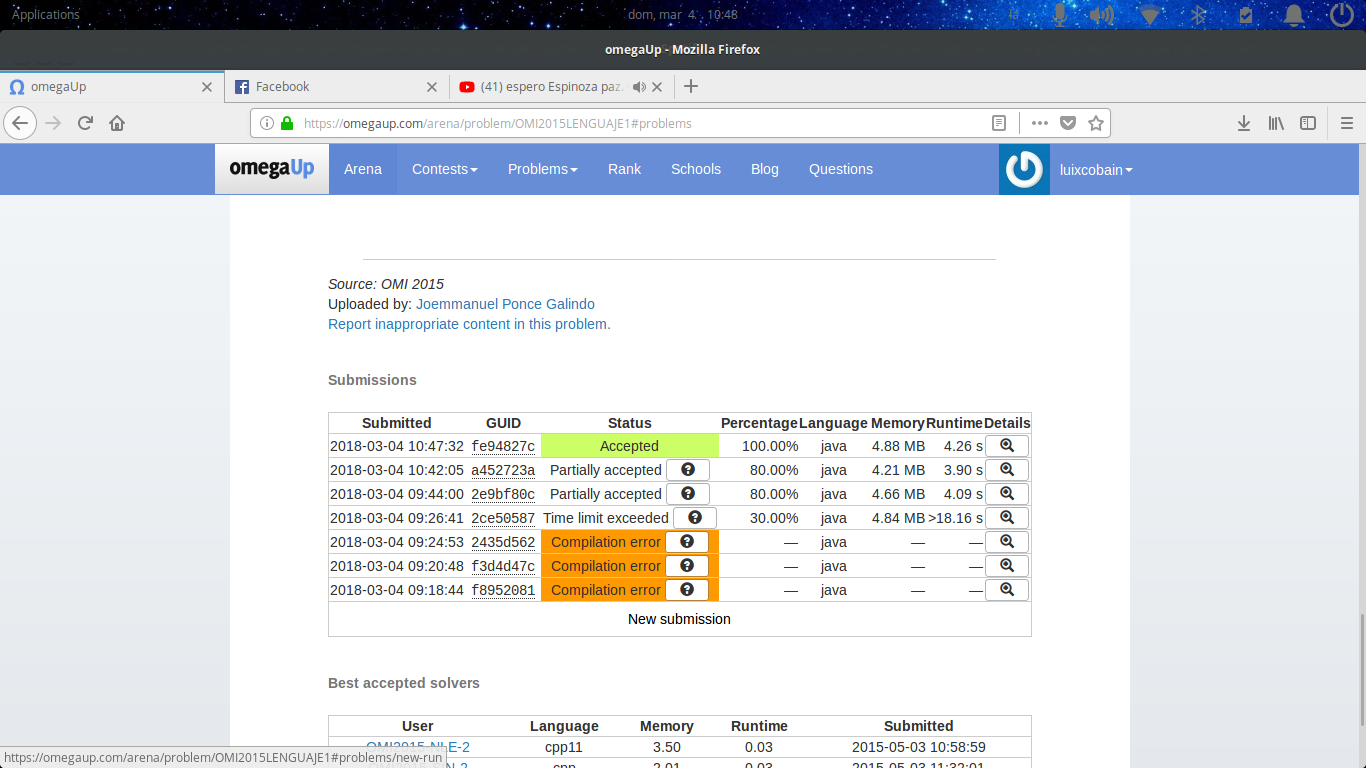 Applications dom, mar 4 10:48
omegaUp - Mozilla Firefox
omegaUp Facebook (41) espero Espinoza paz.
https://omegaup.com/arena/problem/OMI2015LENGUAJE1#problems
omegaUp Arena Contests Problems Rank Schools Blog Questions luixcobain
Source: OMI 2015
Uploaded by: Joemmanuel Ponce Galindo
Report inappropriate content in this problem.
Submissions
Submitted GUID Status Percentage Language Memory Runtime Details
2018-03-04 10:47:32 fe94827c Accepted 100.00% java 4.88 MB 4.26 s
2018-03-04 10:42:05 a452723a Partially accepted 80.00% java 4.21 MB 3.90 s
2018-03-04 09:44:00 2e9bf80c Partially accepted 80.00% java 4.66 MB 4.09 s
2018-03-04 09:26:41 2ce50587 Time limit exceeded 30.00% java 4.84 MB >18.16 s
2018-03-04 09:24:53 2435d562 Compilation error — java — —
2018-03-04 09:20:48 f3d4d47c Compilation error — java — —
2018-03-04 09:18:44 f8952081 Compilation error — java — —
New submission
Best accepted solvers
User Language Memory Runtime Submitted
OMI2015-NLE-2 cpp11 3.50 0.03 2015-05-03 10:58:59
cpp 2.01 0.03 2015-05-03 11:32:01
https://omegaup.com/arena/problem/OMI2015LENGUAJE1#problems/new-run